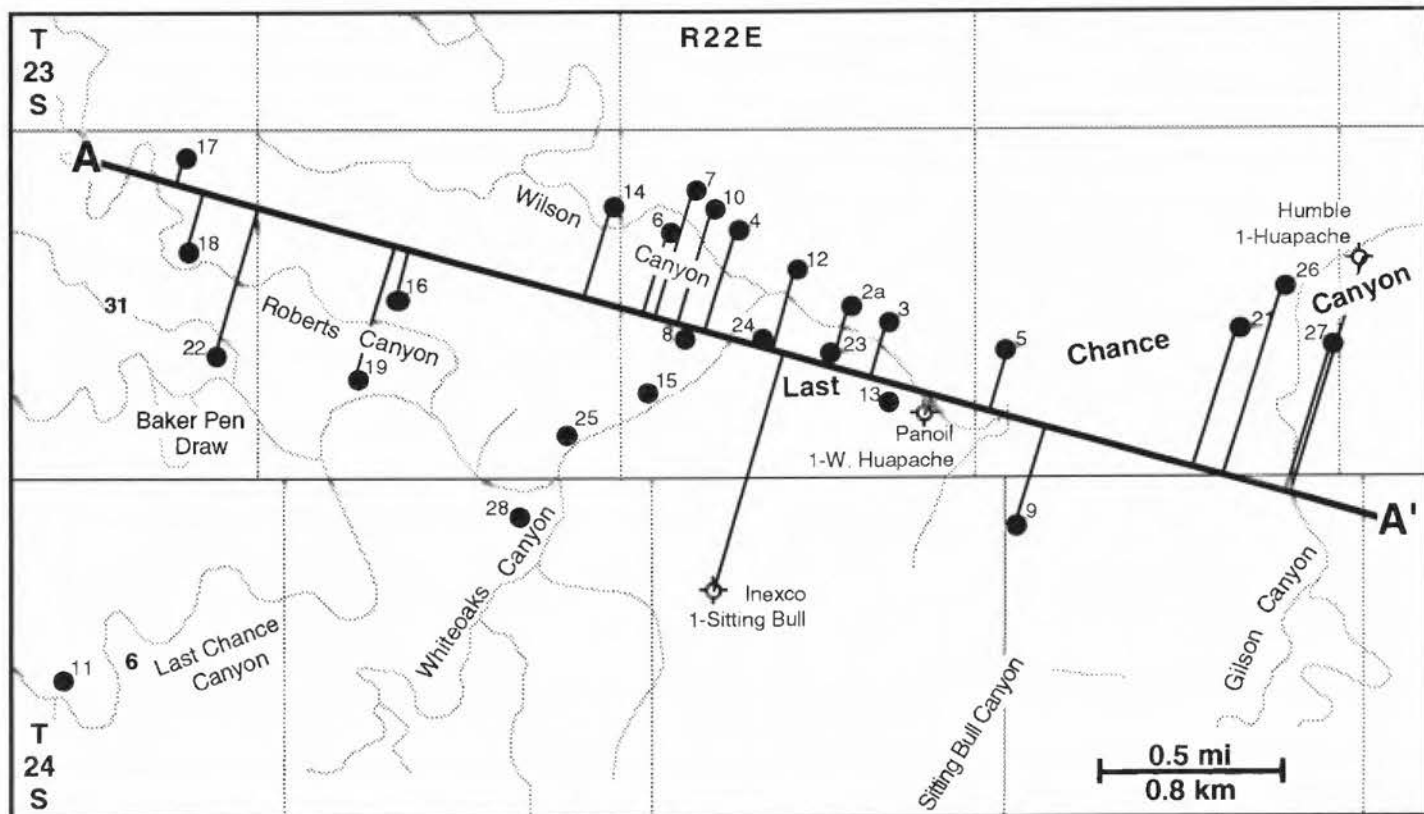 T
23
S
R22E
A
17
18
31
22
Roberts
Canyon
16
19
Baker Pen
Draw
Wilson
Canyon
14
6
7
10
4
12
8
24
2a
23
3
13
15
25
Last
Chance
Canyon
5
Panoil
1-W. Huapache
Humble
1-Huapache
26
21
27
A'
28
9
Whiteoaks Canyon
Inexco
1-Sitting Bull
Sitting Bull Canyon
Gilson Canyon
11
6
Last Chance
Canyon
T
24
S
0.5 mi
0.8 km